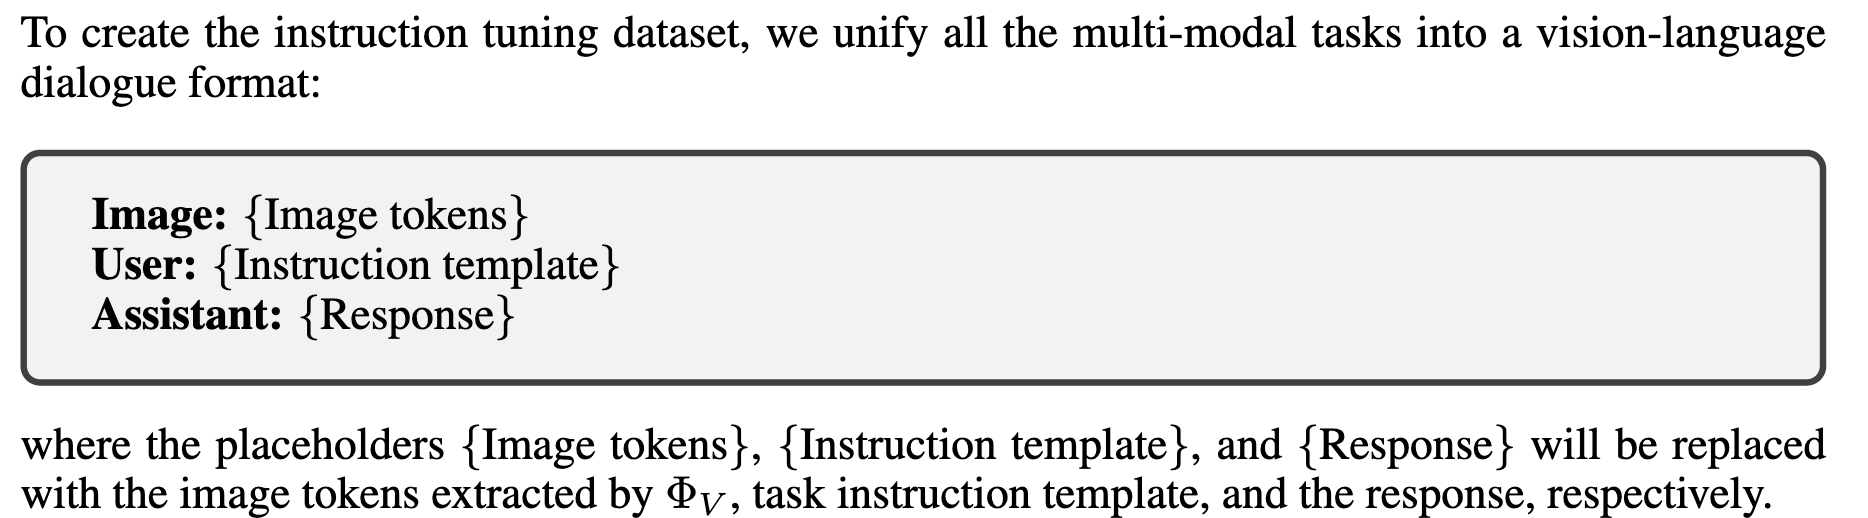 To create the instruction tuning dataset, we unify all the multi-modal tasks into a vision-language
dialogue format:
Image: {Image tokens}
User: {Instruction template}
Assistant: {Response}
where the placeholders {Image tokens}, {Instruction template}, and {Response} will be replaced
with the image tokens extracted by Φ_V, task instruction template, and the response, respectively.